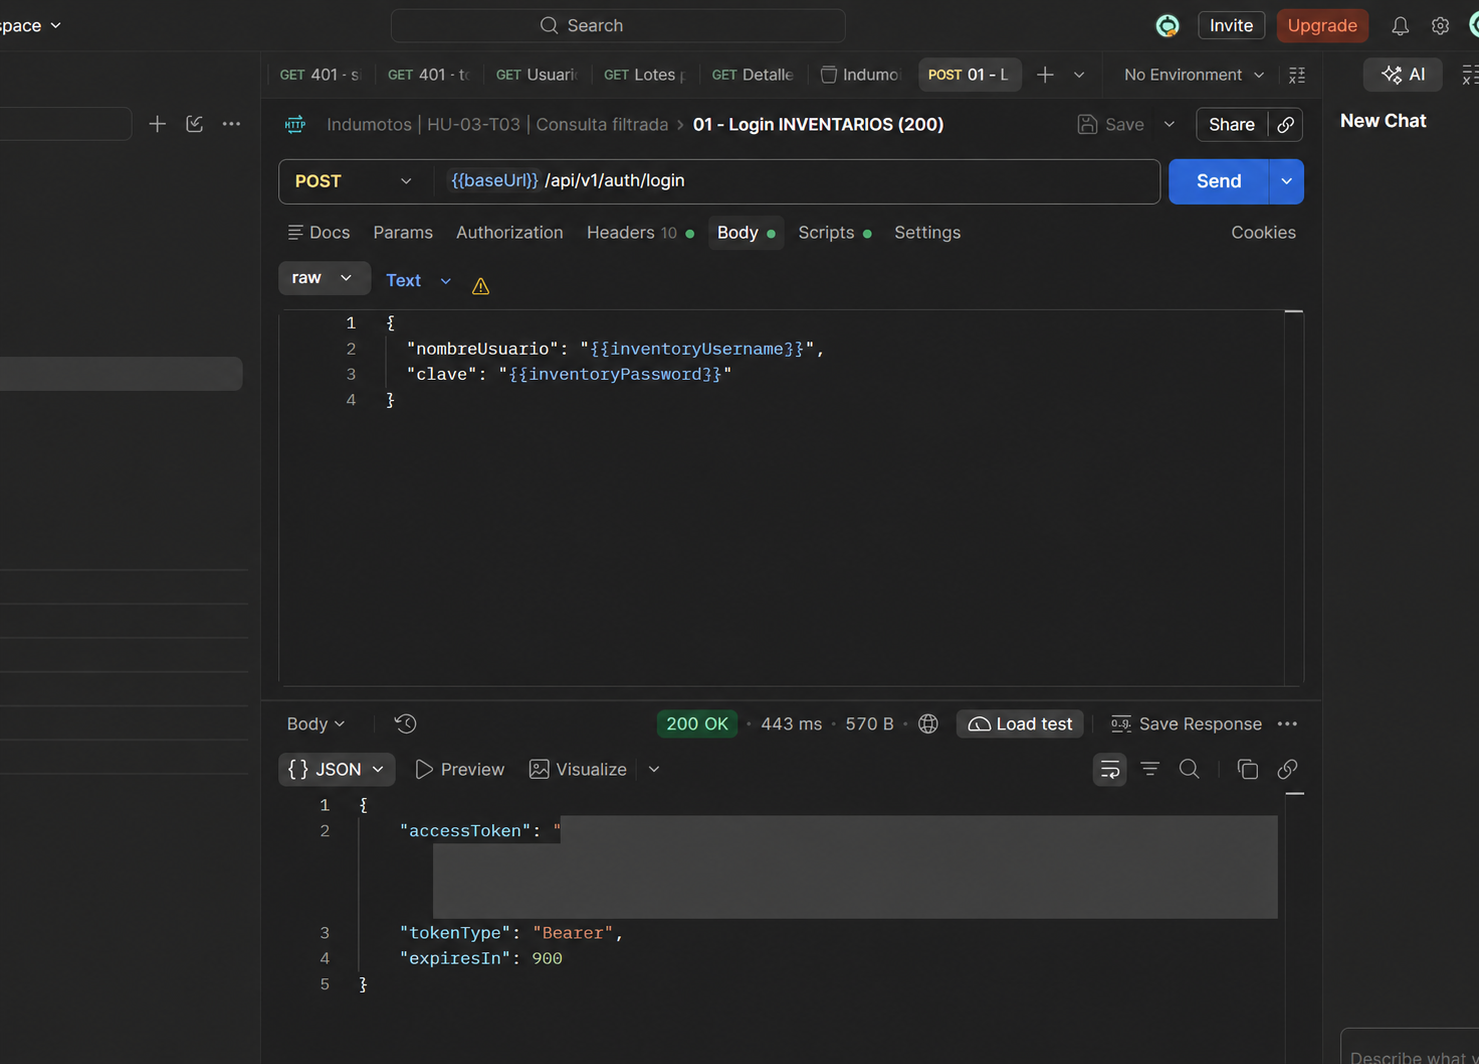 space
Search
Invite
Upgrade
GET 401 - s
GET 401 - to
GET Usuari
GET Lotes p
GET Detalle
Indumo
POST 01 - L
No Environment
AI
Indumotos | HU-03-T03 | Consulta filtrada > 01 - Login INVENTARIOS (200)
Save
Share
New Chat
POST
{{baseUrl}} /api/v1/auth/login
Send
Docs
Params
Authorization
Headers 10
Body
Scripts
Settings
Cookies
raw
Text
1 {
2 "nombreUsuario": "{{inventoryUsername}}",
3 "clave": "{{inventoryPassword}}"
4 }
Body
200 OK • 443 ms • 570 B •
Load test
Save Response
{} JSON
Preview
Visualize
1 {
2 "accessToken": "
3 "tokenType": "Bearer",
4 "expiresIn": 900
5 }
Describe what y